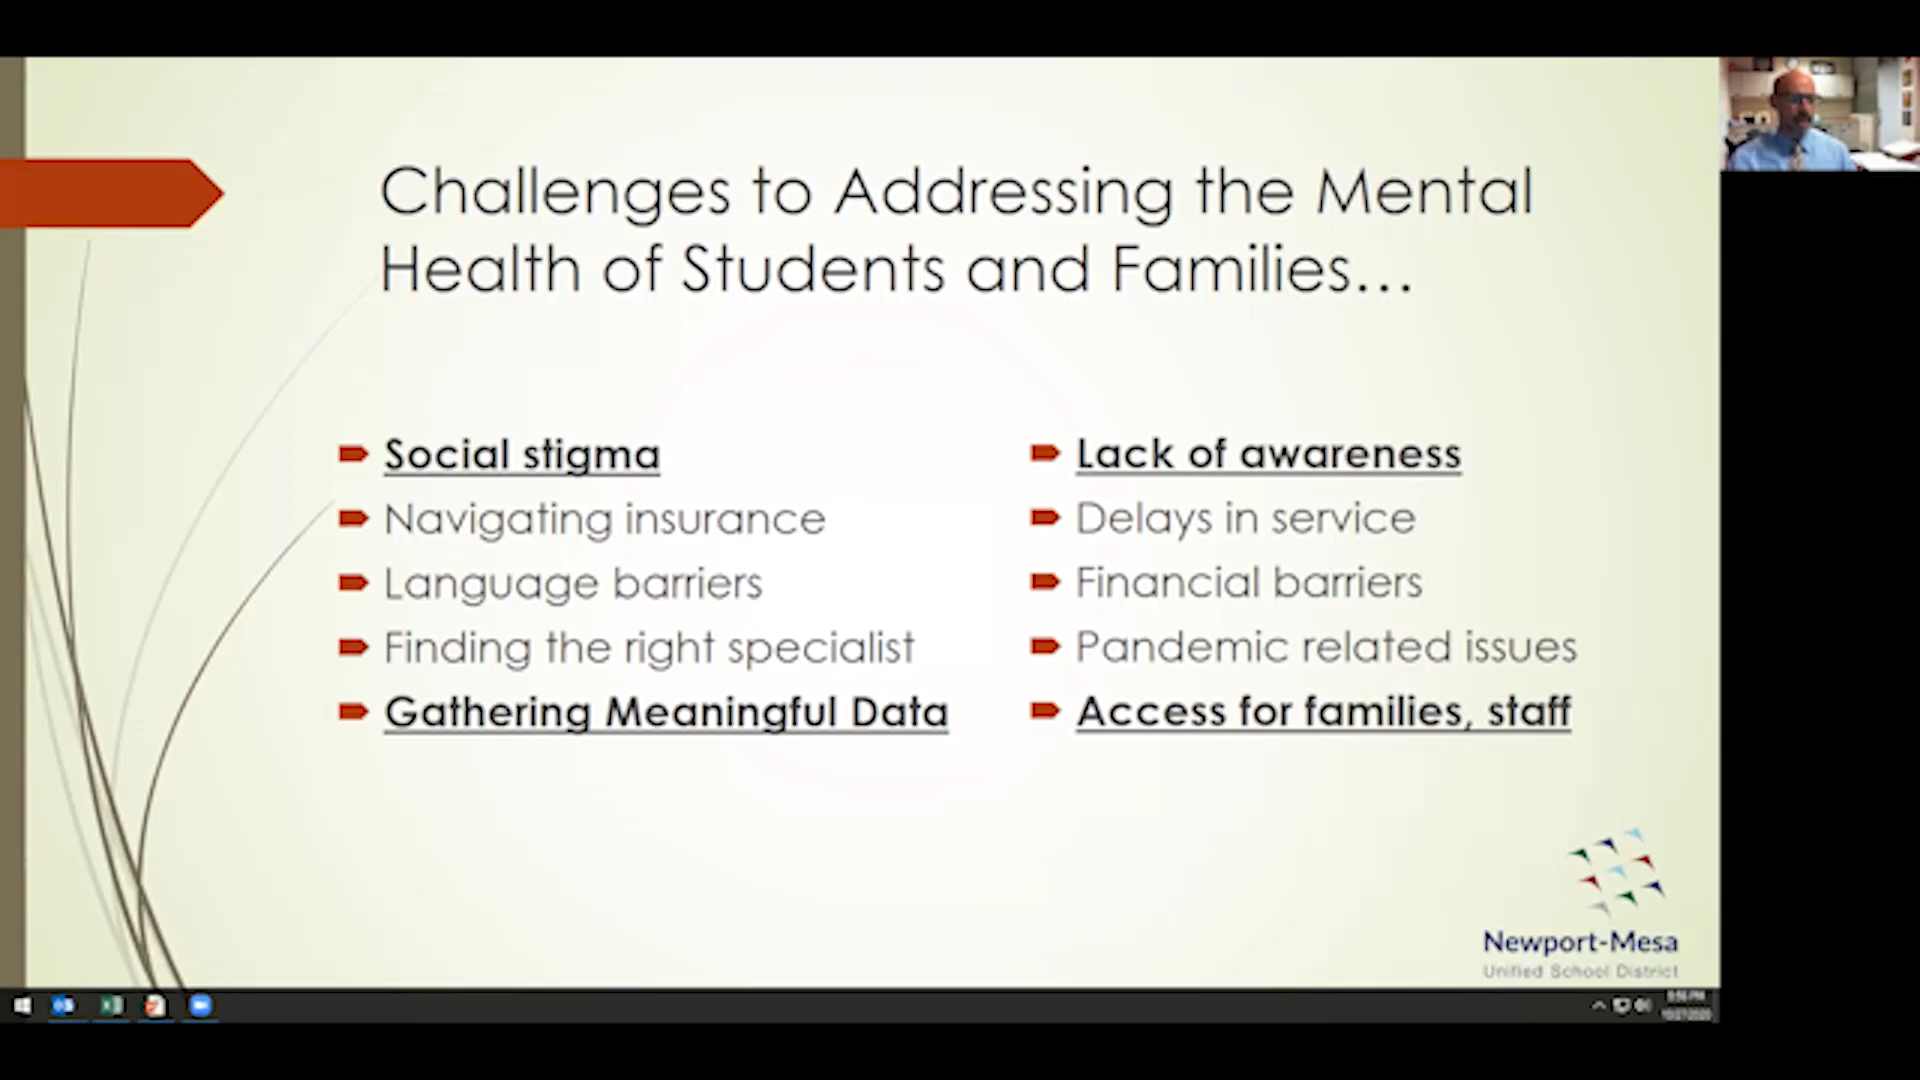 Challenges to Addressing the Mental
Health of Students and Families...
Social stigma
Navigating insurance
Language barriers
Finding the right specialist
Gathering Meaningful Data
Lack of awareness
Delays in service
Financial barriers
Pandemic related issues
Access for families, staff
Newport-Mesa
Unified School District